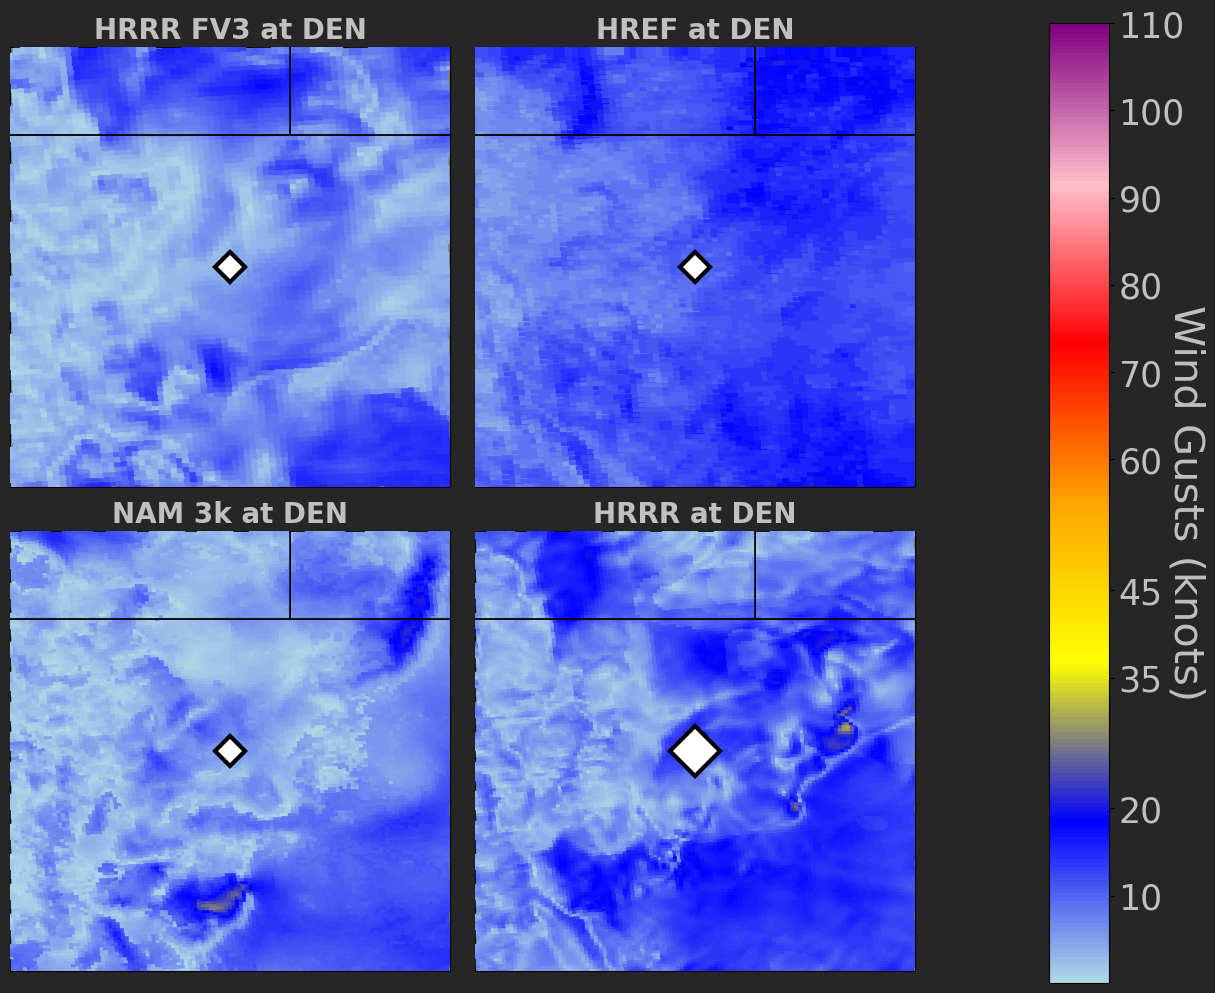 HRRR FV3 at DEN
HREF at DEN
NAM 3k at DEN
HRRR at DEN
110
100
90
80
70
60
45
35
20
10
Wind Gusts (knots)